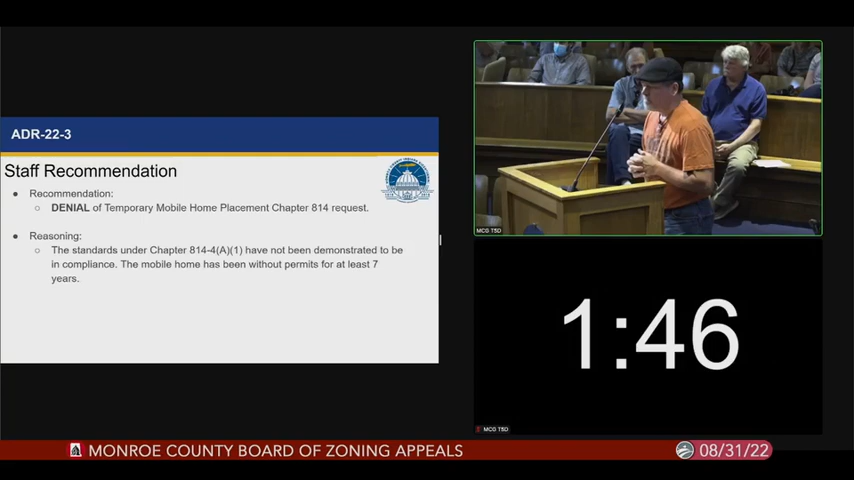 ADR-22-3
Staff Recommendation
● Recommendation:
○ DENIAL of Temporary Mobile Home Placement Chapter 814 request.
● Reasoning:
○ The standards under Chapter 814-4(A)(1) have not been demonstrated to be
in compliance. The mobile home has been without permits for at least 7
years.
MCG TSD
1:46
MCG TSD
MONROE COUNTY BOARD OF ZONING APPEALS
08/31/22